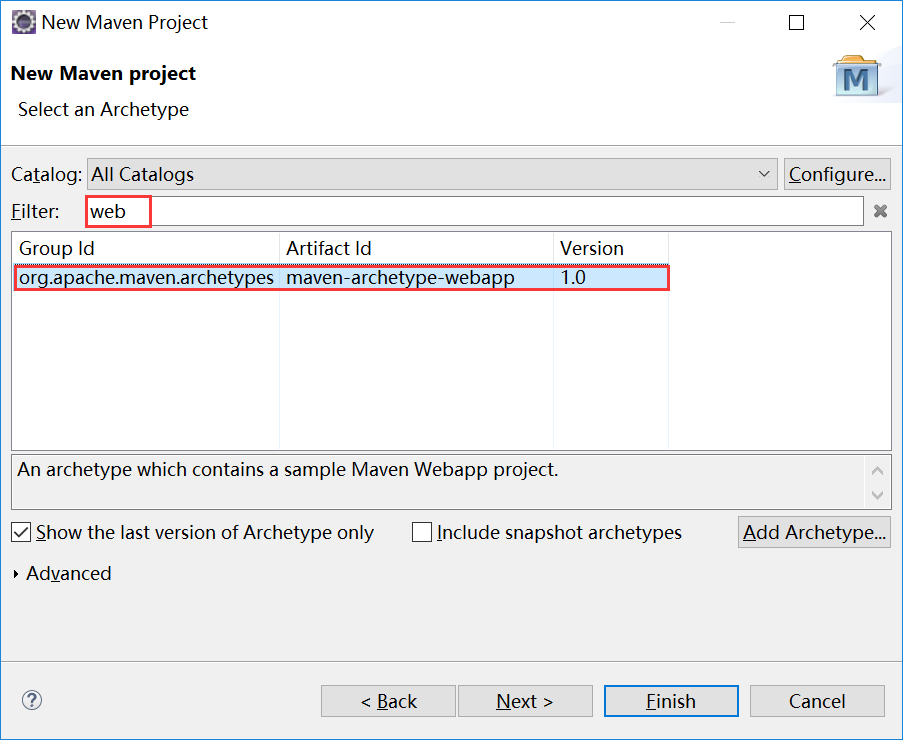 New Maven Project
New Maven project
Select an Archetype
M
Catalog: All Catalogs Configure...
Filter: web
Group Id Artifact Id Version
org.apache.maven.archetypes maven-archetype-webapp 1.0
An archetype which contains a sample Maven Webapp project.
Show the last version of Archetype only Include snapshot archetypes Add Archetype...
Advanced
? < Back Next > Finish Cancel